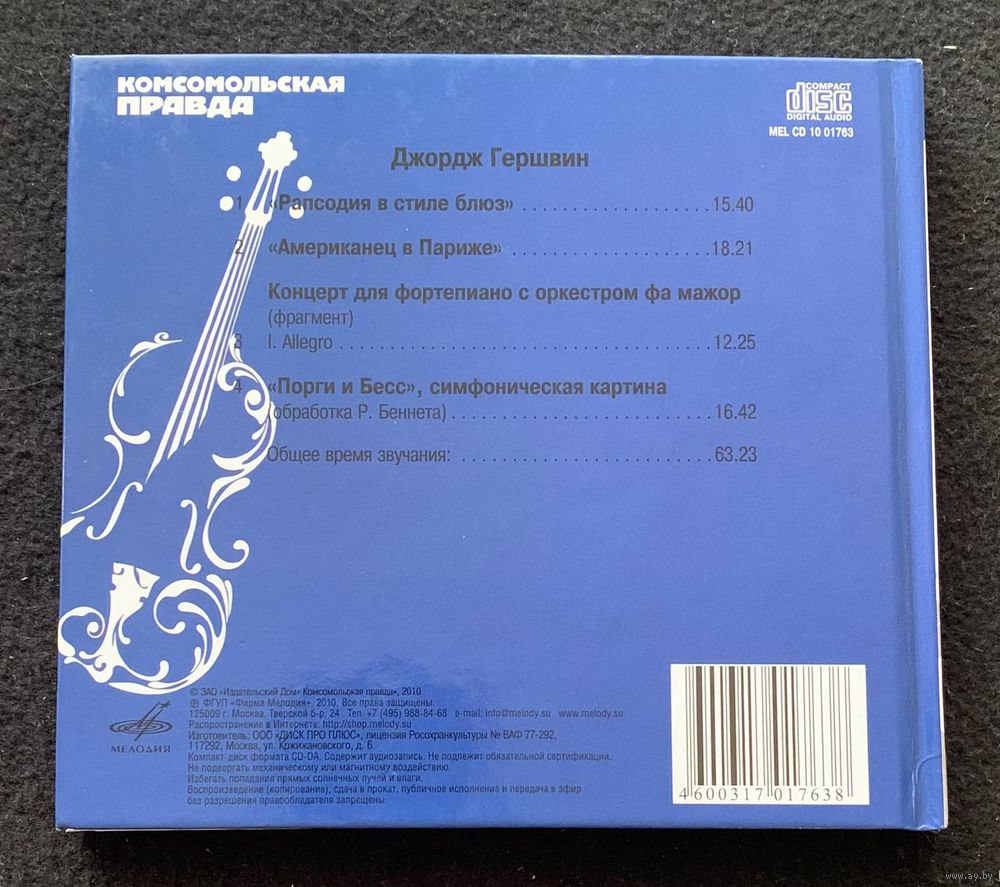 КОМСОМОЛЬСКАЯ
ПРАВДА
COMPACT
disc
DIGITAL AUDIO
MEL CD 10 01763
Джордж Гершвин
1 «Рапсодия в стиле блюз» 15.40
2 «Американец в Париже» 18.21
Концерт для фортепиано с оркестром фа мажор
(фрагмент)
3 I. Allegro 12.25
4 «Порги и Бесс», симфоническая картина
(обработка Р. Беннета) 16.42
Общее время звучания: 63.23
МЕЛОДИЯ
© ЗАО «Издательский Дом» Комсомольская правда», 2010
℗ ФГУП «Фирма Мелодия», 2010. Все права защищены.
125009 г. Москва. Тверской б-р, 24 Тел. +7 (495) 988-84-68 e-mail: info@melody.su www.melody.su
Распространение в Интернете: http://shop.melody.su
Изготовитель: ООО «ДИСК ПРО ПЛЮС», лицензия Росохранкультуры № ВАФ 77-292,
117292, Москва, ул. Кржижановского, д. 6.
Компакт-диск формата CD-DA. Содержит аудиозапись. Не подлежит обязательной сертификации.
Не подвергать механическому или магнитному воздействию.
Избегать попадания прямых солнечных лучей и влаги.
Воспроизведение (копирование), сдача в прокат, публичное исполнение и передача в эфир
без разрешения правообладателя запрещены.
4600317017638
www.ay.by